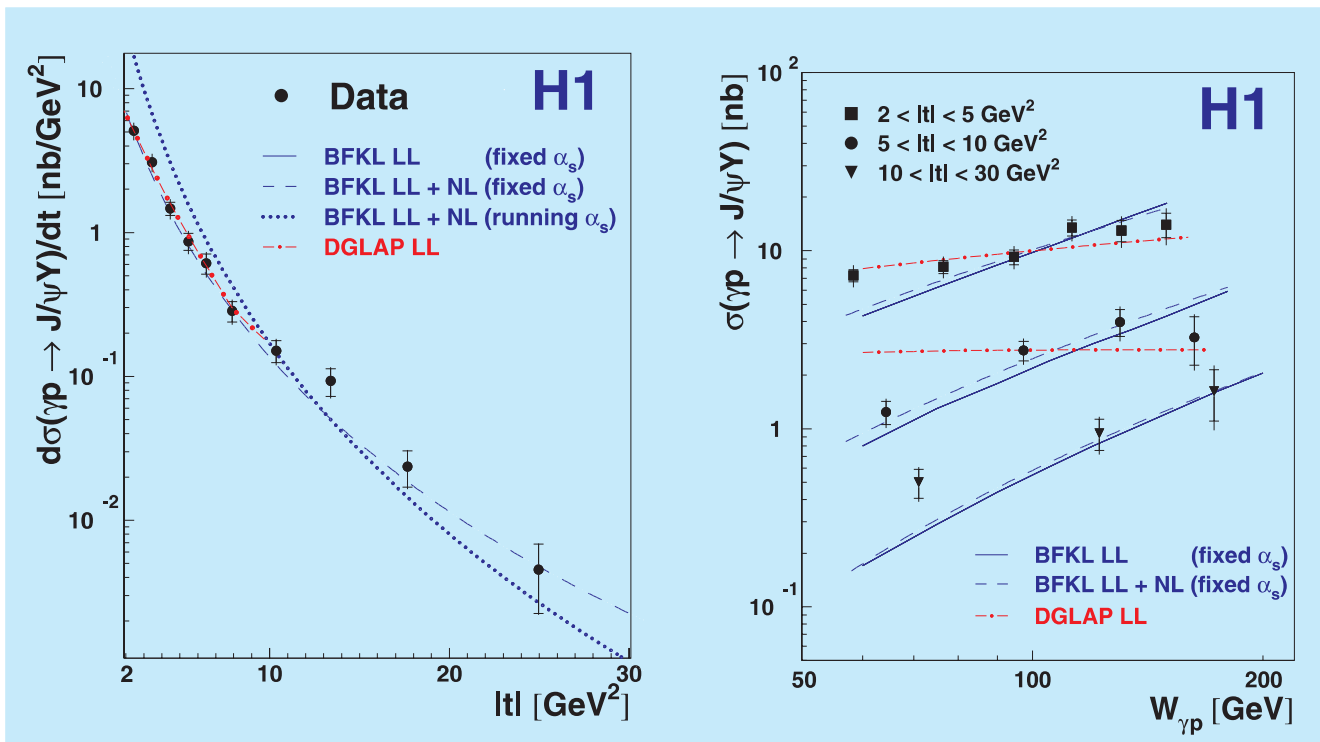 H1
Data
BFKL LL (fixed αs)
BFKL LL + NL (fixed αs)
BFKL LL + NL (running αs)
DGLAP LL
dσ(γp → J/ψY)/dt [nb/GeV²]
10
1
10⁻¹
10⁻²
2 10 20 30
|t| [GeV²]
H1
2 < |t| < 5 GeV²
5 < |t| < 10 GeV²
10 < |t| < 30 GeV²
σ(γp → J/ψY) [nb]
10²
10
1
10⁻¹
BFKL LL (fixed αs)
BFKL LL + NL (fixed αs)
DGLAP LL
50 100 200
Wγp [GeV]